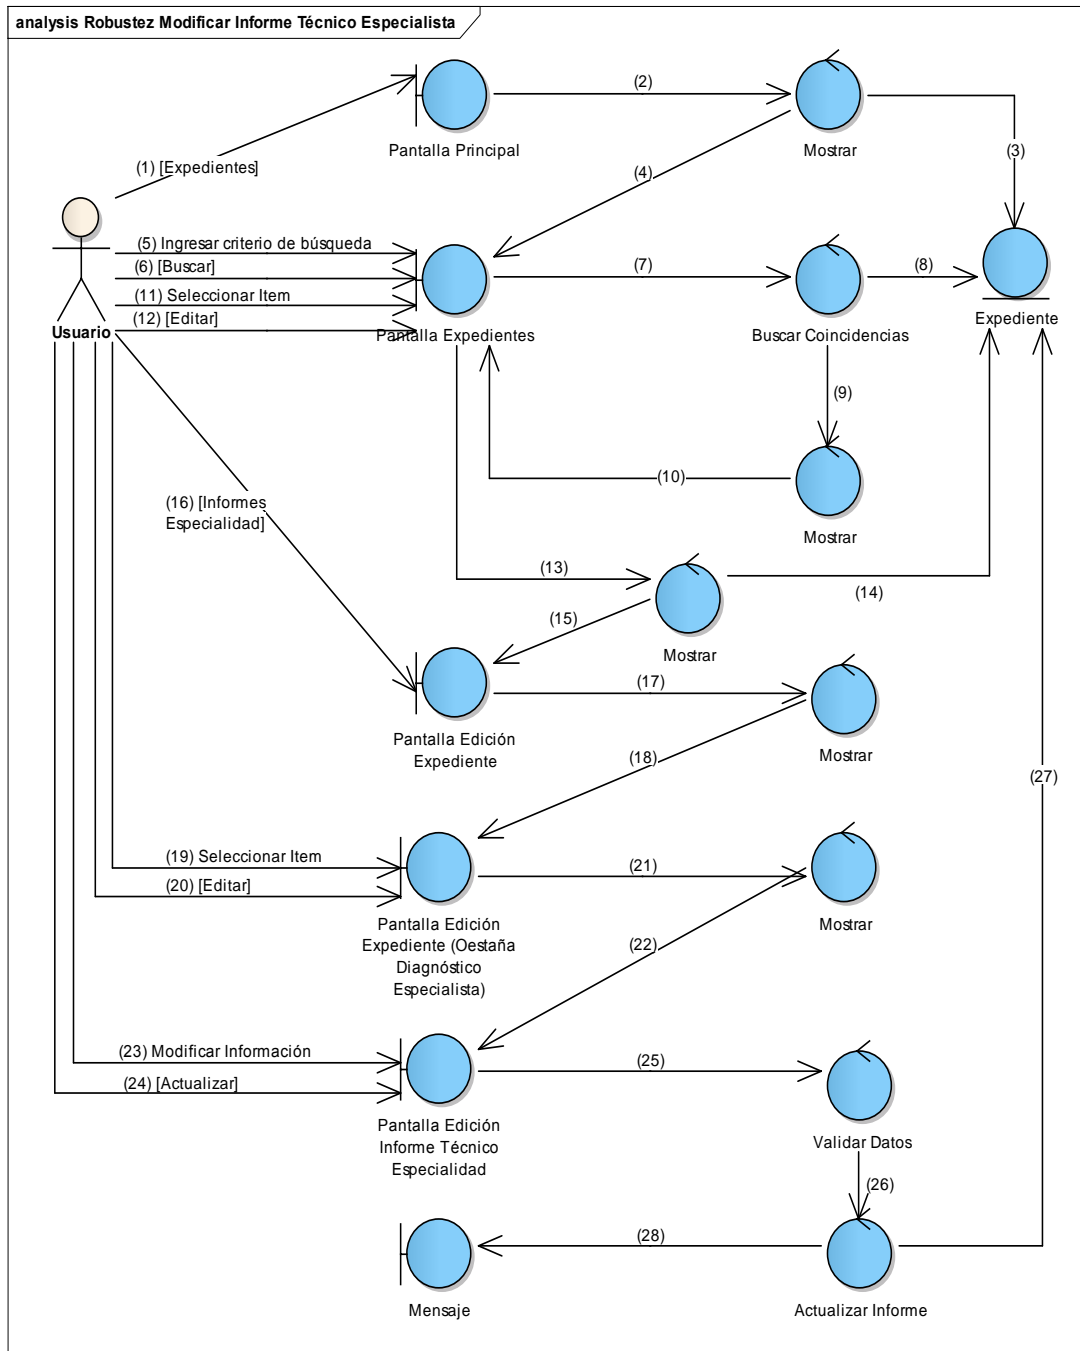 analysis Robustez Modificar Informe Técnico Especialista
(2)
Pantalla Principal
Mostrar
(3)
(1) [Expedientes]
(4)
(5) Ingresar criterio de búsqueda
(6) [Buscar]
(7)
(8)
(11) Seleccionar Item
(12) [Editar]
Usuario
Pantalla Expedientes
Buscar Coincidencias
Expediente
(9)
(10)
(16) [Informes
Especialidad]
Mostrar
(13)
(14)
(15)
Mostrar
(17)
Pantalla Edición
Expediente
Mostrar
(18)
(27)
(19) Seleccionar Item
(20) [Editar]
(21)
Pantalla Edición
Expediente (Oestaña
Diagnóstico
Especialista)
Mostrar
(22)
(23) Modificar Información
(24) [Actualizar]
(25)
Pantalla Edición
Informe Técnico
Especialidad
Validar Datos
(26)
(28)
Mensaje
Actualizar Informe